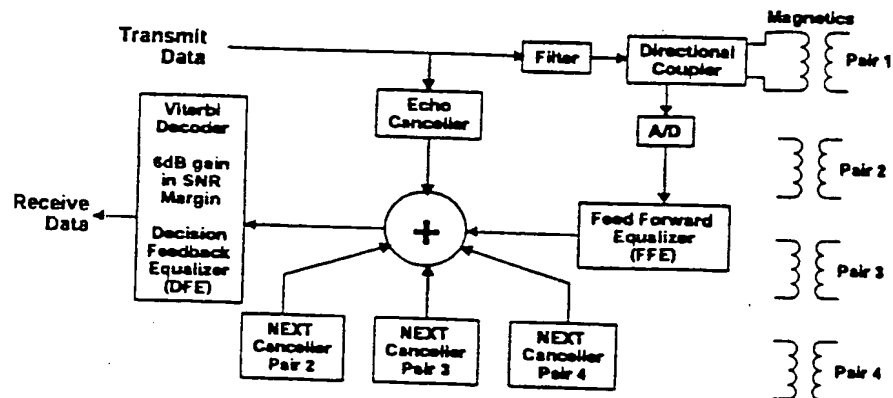 Magnetics
Transmit
Data
Filter
Directional
Coupler
Pair 1
Echo
Canceller
A/D
Viterbi
Decoder
6dB gain
in SNR
Margin
Decision
Feedback
Equalizer
(DFE)
Receive
Data
+
Feed Forward
Equalizer
(FFE)
Pair 2
Pair 3
NEXT
Canceller
Pair 2
NEXT
Canceller
Pair 3
NEXT
Canceller
Pair 4
Pair 4